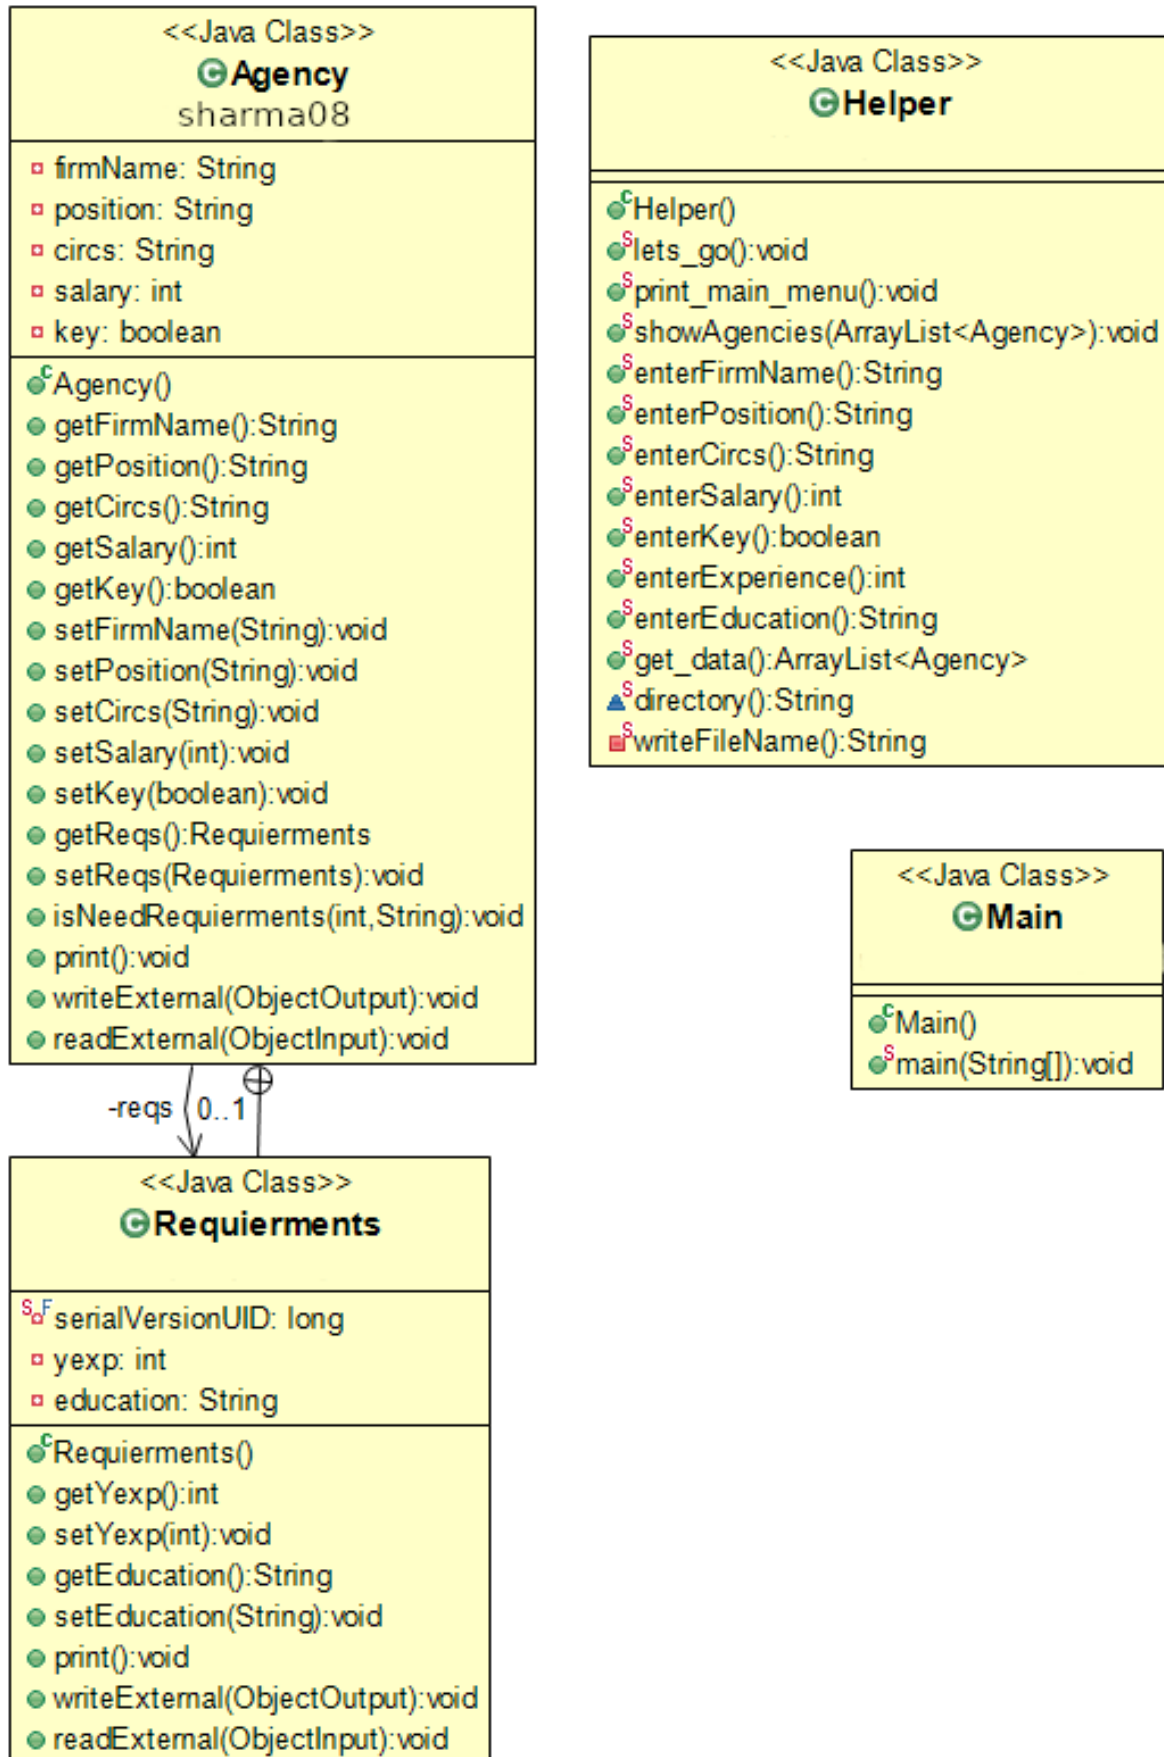 <<Java Class>>
Agency
sharma08
firmName: String
position: String
circs: String
salary: int
key: boolean
Agency()
getFirmName():String
getPosition():String
getCircs():String
getSalary():int
getKey():boolean
setFirmName(String):void
setPosition(String):void
setCircs(String):void
setSalary(int):void
setKey(boolean):void
getReqs():Requierments
setReqs(Requierments):void
isNeedRequierments(int,String):void
print():void
writeExternal(ObjectOutput):void
readExternal(ObjectInput):void
-reqs 0..1
<<Java Class>>
Requierments
serialVersionUID: long
yexp: int
education: String
Requierments()
getYexp():int
setYexp(int):void
getEducation():String
setEducation(String):void
print():void
writeExternal(ObjectOutput):void
readExternal(ObjectInput):void
<<Java Class>>
Helper
Helper()
lets_go():void
print_main_menu():void
showAgencies(ArrayList<Agency>):void
enterFirmName():String
enterPosition():String
enterCircs():String
enterSalary():int
enterKey():boolean
enterExperience():int
enterEducation():String
get_data():ArrayList<Agency>
directory():String
writeFileName():String
<<Java Class>>
Main
Main()
main(String[]):void